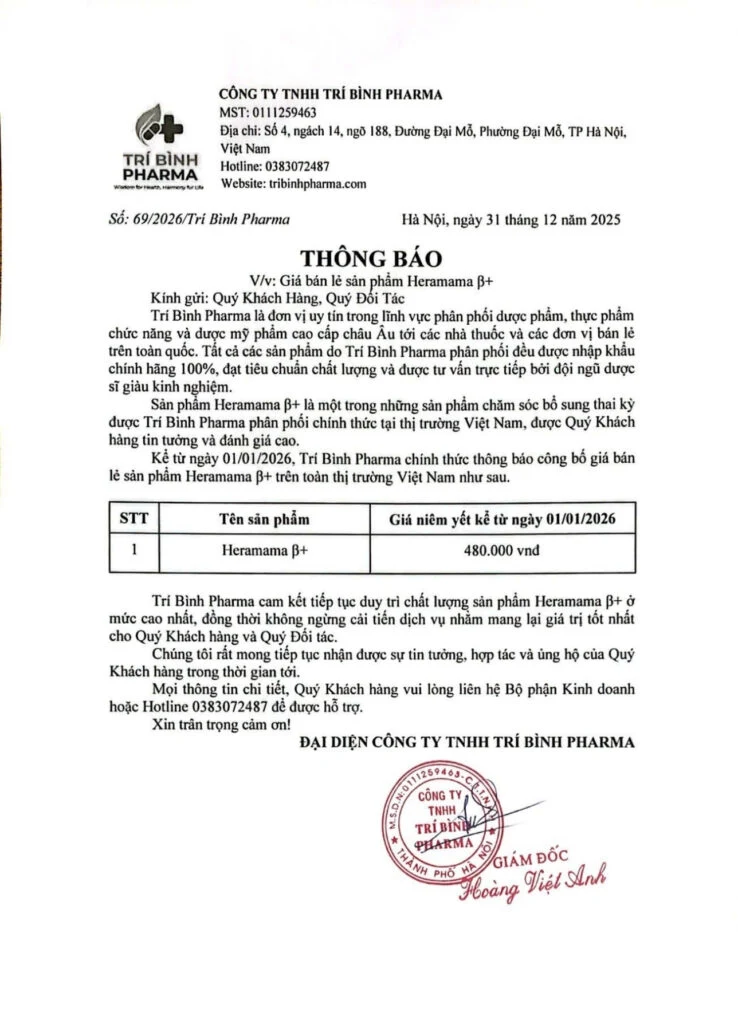 CÔNG TY TNHH TRÍ BÌNH PHARMA
MST: 0111259463
Địa chỉ: Số 4, ngách 14, ngõ 188, Đường Đại Mỗ, Phường Đại Mỗ, TP Hà Nội,
Việt Nam
Hotline: 0383072487
Website: tribinhpharma.com
TRÍ BÌNH
PHARMA
Wisdom for Health, Harmony for Life
Số: 69/2026/Trí Bình Pharma
Hà Nội, ngày 31 tháng 12 năm 2025
THÔNG BÁO
V/v: Giá bán lẻ sản phẩm Heramama β+
Kính gửi: Quý Khách Hàng, Quý Đối Tác
Trí Bình Pharma là đơn vị uy tín trong lĩnh vực phân phối dược phẩm, thực phẩm
chức năng và dược mỹ phẩm cao cấp châu Âu tới các nhà thuốc và các đơn vị bán lẻ
trên toàn quốc. Tất cả các sản phẩm do Trí Bình Pharma phân phối đều được nhập khẩu
chính hãng 100%, đạt tiêu chuẩn chất lượng và được tư vấn trực tiếp bởi đội ngũ dược
sĩ giàu kinh nghiệm.
Sản phẩm Heramama β+ là một trong những sản phẩm chăm sóc bổ sung thai kỳ
được Trí Bình Pharma phân phối chính thức tại thị trường Việt Nam, được Quý Khách
hàng tin tưởng và đánh giá cao.
Kể từ ngày 01/01/2026, Trí Bình Pharma chính thức thông báo công bố giá bán
lẻ sản phẩm Heramama β+ trên toàn thị trường Việt Nam như sau.
STT Tên sản phẩm Giá niêm yết kể từ ngày 01/01/2026
1 Heramama β+ 480.000 vnđ
Trí Bình Pharma cam kết tiếp tục duy trì chất lượng sản phẩm Heramama β+ ở
mức cao nhất, đồng thời không ngừng cải tiến dịch vụ nhằm mang lại giá trị tốt nhất
cho Quý Khách hàng và Quý Đối tác.
Chúng tôi rất mong tiếp tục nhận được sự tin tưởng, hợp tác và ủng hộ của Quý
Khách hàng trong thời gian tới.
Mọi thông tin chi tiết, Quý Khách hàng vui lòng liên hệ Bộ phận Kinh doanh
hoặc Hotline 0383072487 để được hỗ trợ.
Xin trân trọng cảm ơn!
ĐẠI DIỆN CÔNG TY TNHH TRÍ BÌNH PHARMA
M.S.D.N:0111259463-C.T.T.N.H.H
CÔNG TY
TNHH
TRÍ BÌNH
PHARMA
THÀNH PHỐ HÀ NỘI
GIÁM ĐỐC
Hoàng Việt Anh